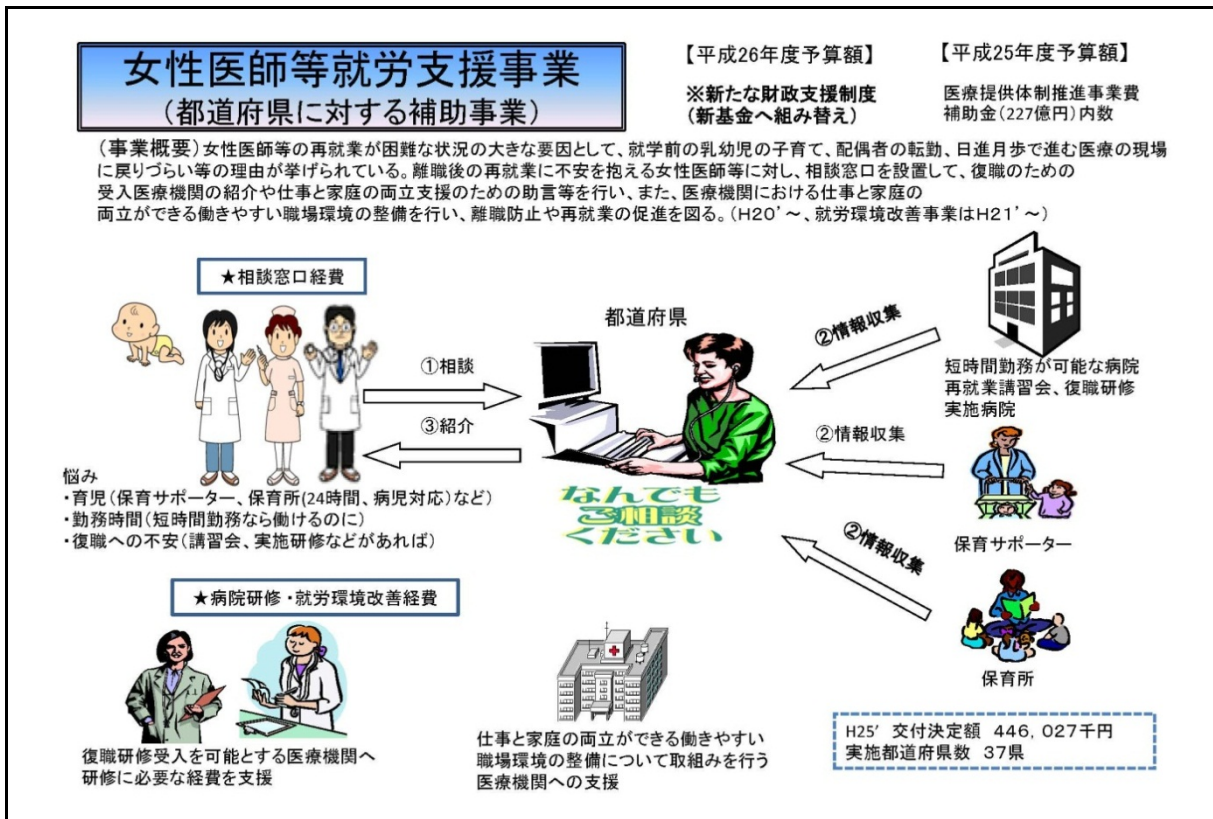 女性医師等就労支援事業
(都道府県に対する補助事業)
【平成26年度予算額】
※新たな財政支援制度
(新基金へ組み替え)
【平成25年度予算額】
医療提供体制推進事業費
補助金(227億円)内数
(事業概要)女性医師等の再就業が困難な状況の大きな要因として、就学前の乳幼児の子育て、配偶者の転勤、日進月歩で進む医療の現場
に戻りづらい等の理由が挙げられている。離職後の再就業に不安を抱える女性医師等に対し、相談窓口を設置して、復職のための
受入医療機関の紹介や仕事と家庭の両立支援のための助言等を行い、また、医療機関における仕事と家庭の
両立ができる働きやすい職場環境の整備を行い、離職防止や再就業の促進を図る。(H20'~、就労環境改善事業はH21'~)
★相談窓口経費
都道府県
①相談
③紹介
②情報収集
短時間勤務が可能な病院
再就業講習会、復職研修
実施病院
②情報収集
保育サポーター
②情報収集
保育所
なんでも
ご相談
ください
悩み
・育児(保育サポーター、保育所(24時間、病児対応)など)
・勤務時間(短時間勤務なら働けるのに)
・復職への不安(講習会、実施研修などがあれば)
★病院研修・就労環境改善経費
復職研修受入を可能とする医療機関へ
研修に必要な経費を支援
仕事と家庭の両立ができる働きやすい
職場環境の整備について取組みを行う
医療機関への支援
H25' 交付決定額 446,027千円
実施都道府県数 37県